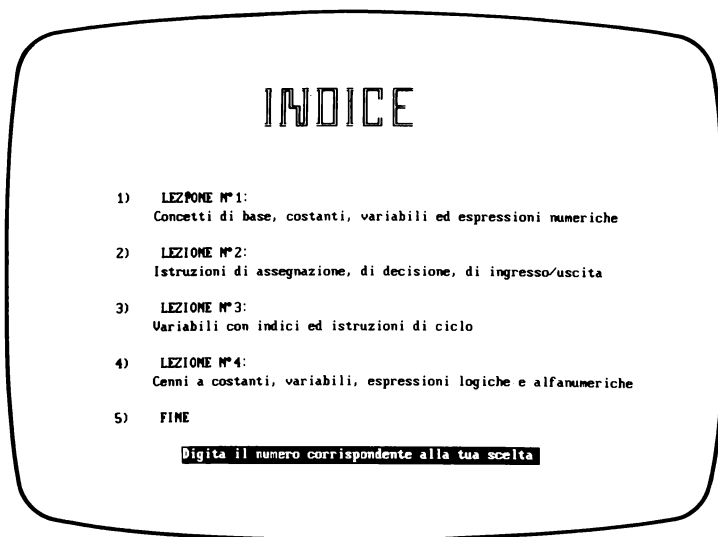 INDICE
1) LEZIONE N°1:
Concetti di base, costanti, variabili ed espressioni numeriche
2) LEZIONE N°2:
Istruzioni di assegnazione, di decisione, di ingresso/uscita
3) LEZIONE N°3:
Variabili con indici ed istruzioni di ciclo
4) LEZIONE N°4:
Cenni a costanti, variabili, espressioni logiche e alfanumeriche
5) FINE
Digita il numero corrispondente alla tua scelta